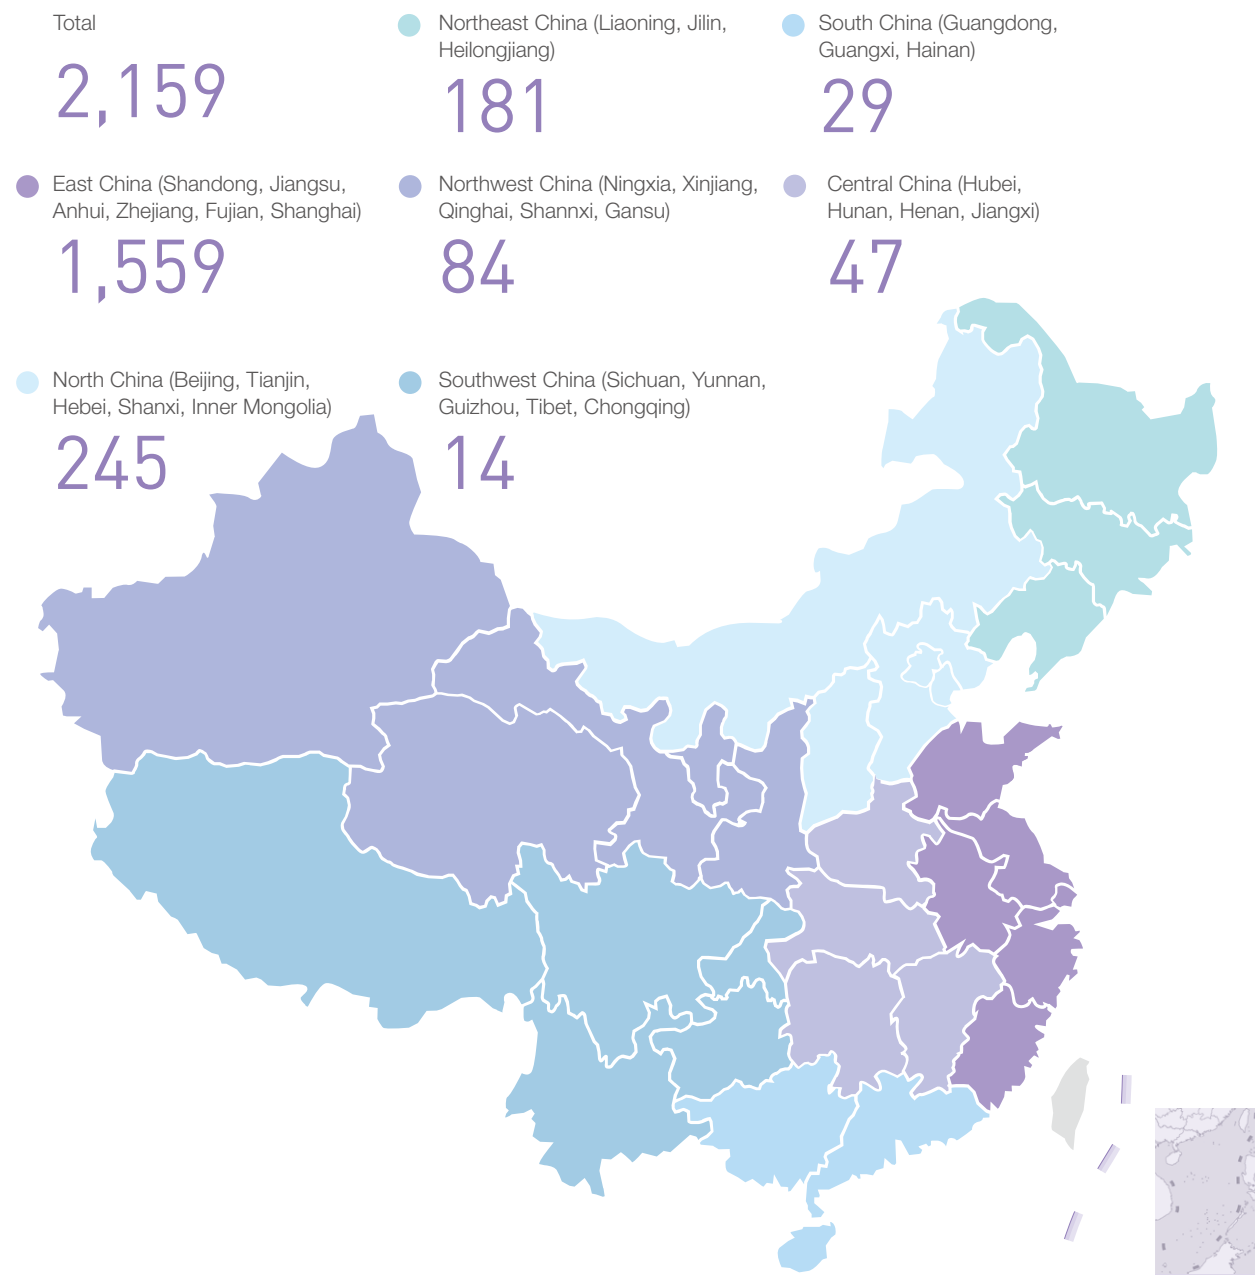 Total
2,159
Northeast China (Liaoning, Jilin,
Heilongjiang)
181
South China (Guangdong,
Guangxi, Hainan)
29
East China (Shandong, Jiangsu,
Anhui, Zhejiang, Fujian, Shanghai)
1,559
Northwest China (Ningxia, Xinjiang,
Qinghai, Shannxi, Gansu)
84
Central China (Hubei,
Hunan, Henan, Jiangxi)
47
North China (Beijing, Tianjin,
Hebei, Shanxi, Inner Mongolia)
245
Southwest China (Sichuan, Yunnan,
Guizhou, Tibet, Chongqing)
14